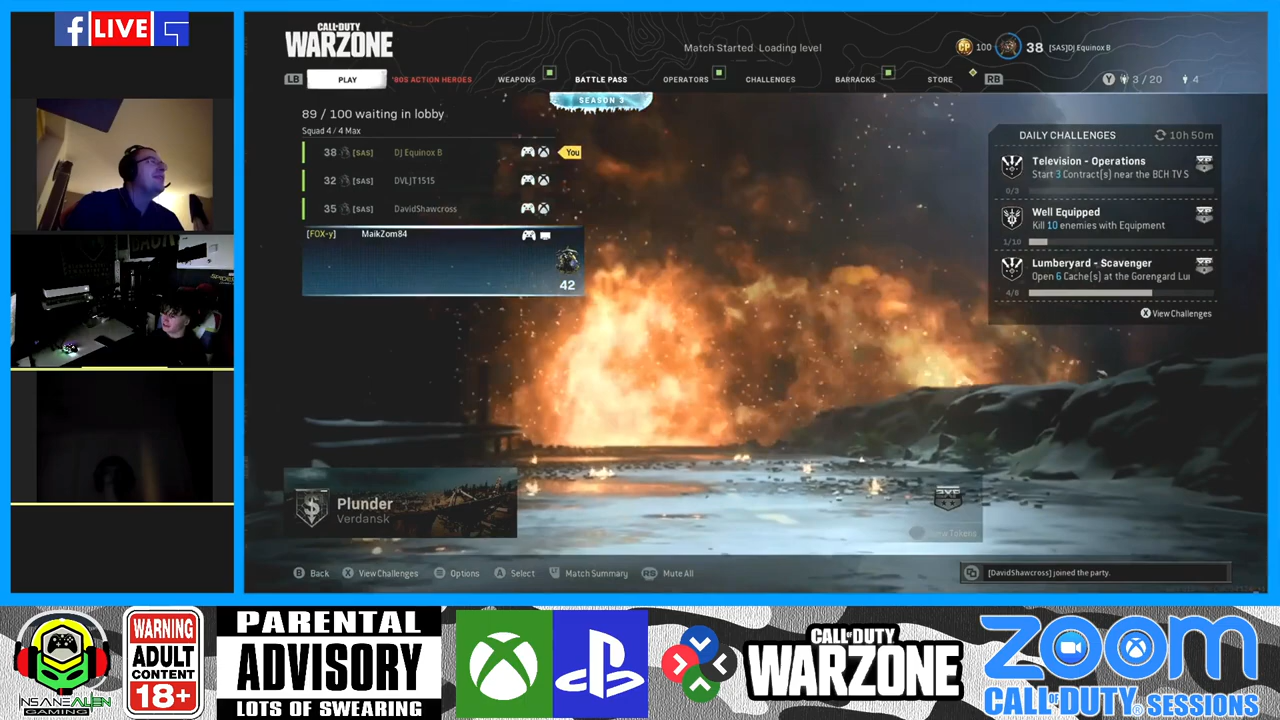 f LIVE
CALL OF DUTY
WARZONE
Match Started Loading level
CP 100 38 [SAS]DJ Equinox B
LB PLAY '80S ACTION HEROES WEAPONS BATTLE PASS OPERATORS CHALLENGES BARRACKS STORE RB Y 3 / 20 4
SEASON 3
89 / 100 waiting in lobby
Squad 4 / 4 Max
38 [SAS] DJ Equinox B You
32 [SAS] DVLJT1515
35 [SAS] DavidShawcross
[FOX-y] MaikZom84
42
DAILY CHALLENGES 10h 50m
Television - Operations
Start 3 Contract[s] near the BCH TV S
0/3
Well Equipped
Kill 10 enemies with Equipment
1/10
Lumberyard - Scavenger
Open 6 Cache[s] at the Gorengard Lu
4/6
X View Challenges
Plunder
Verdansk
2XP
View Tokens
B Back X View Challenges Options A Select Match Summary RS Mute All
[DavidShawcross] joined the party.
INSANEALIEN
GAMING
WARNING
ADULT
CONTENT
18+
PARENTAL
ADVISORY
LOTS OF SWEARING
CALL OF DUTY
WARZONE
zoom
CALL OF DUTY® SESSIONS